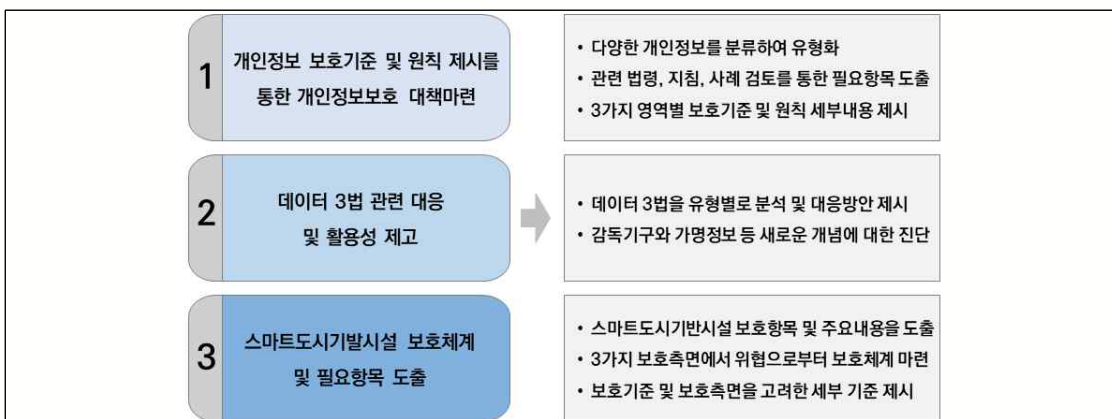 1
개인정보 보호기준 및 원칙 제시를
통한 개인정보보호 대책마련
• 다양한 개인정보를 분류하여 유형화
• 관련 법령, 지침, 사례 검토를 통한 필요항목 도출
• 3가지 영역별 보호기준 및 원칙 세부내용 제시
2
데이터 3법 관련 대응
및 활용성 제고
• 데이터 3법을 유형별로 분석 및 대응방안 제시
• 감독기구와 가명정보 등 새로운 개념에 대한 진단
3
스마트도시기발시설 보호체계
및 필요항목 도출
• 스마트도시기반시설 보호항목 및 주요내용을 도출
• 3가지 보호측면에서 위협으로부터 보호체계 마련
• 보호기준 및 보호측면을 고려한 세부 기준 제시